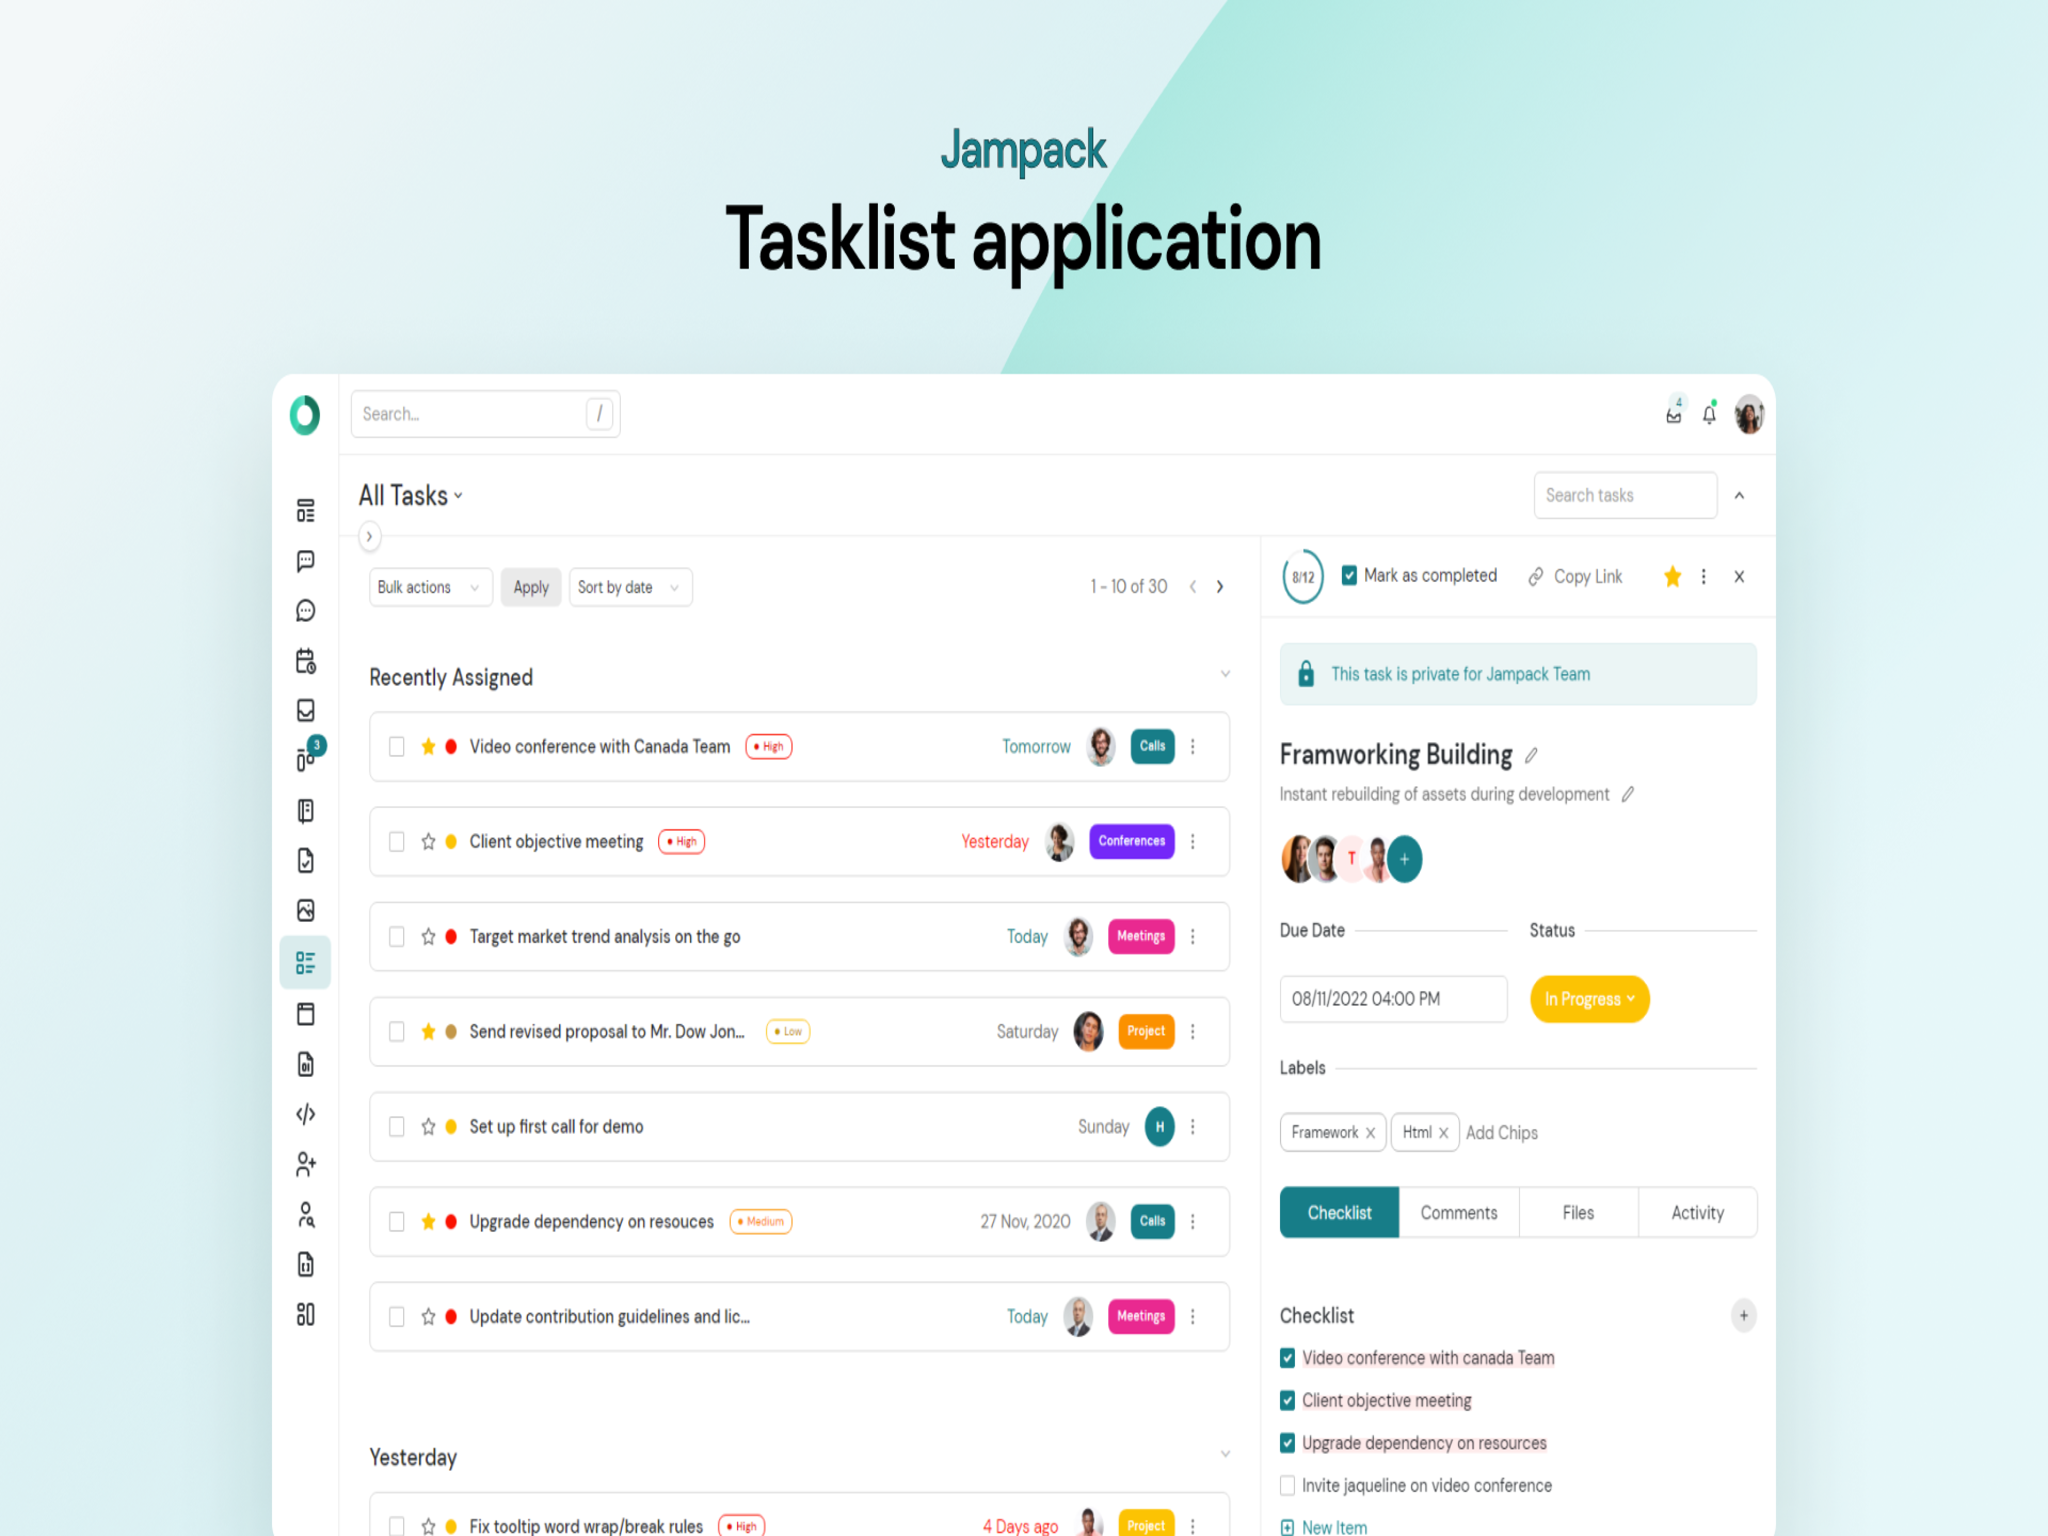 Jampack
Tasklist application
Search...
/
4
All Tasks
Search tasks
Bulk actions
Apply
Sort by date
1 - 10 of 30
8/12
Mark as completed
Copy Link
Recently Assigned
Video conference with Canada Team
High
Tomorrow
Calls
Client objective meeting
High
Yesterday
Conferences
Target market trend analysis on the go
Today
Meetings
3
Send revised proposal to Mr. Dow Jon...
Low
Saturday
Project
Set up first call for demo
Sunday
H
Upgrade dependency on resouces
Medium
27 Nov, 2020
Calls
Update contribution guidelines and lic...
Today
Meetings
Yesterday
Fix tooltip word wrap/break rules
High
4 Days ago
Project
This task is private for Jampack Team
Framworking Building
Instant rebuilding of assets during development
T
+
Due Date
Status
08/11/2022 04:00 PM
In Progress
Labels
Framework X
Html X
Add Chips
Checklist
Comments
Files
Activity
Checklist
+
Video conference with canada Team
Client objective meeting
Upgrade dependency on resources
Invite jaqueline on video conference
New Item